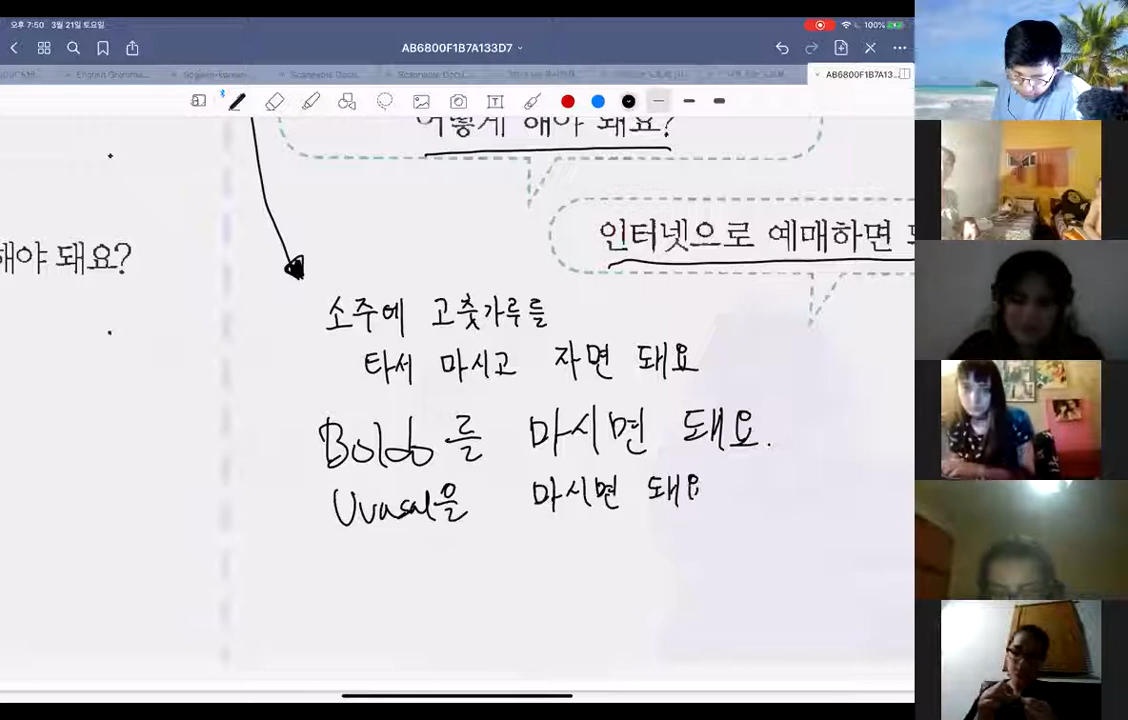 오후 7:50 3월 21일 토요일
100%
AB6800F1B7A133D7
AB6800F1B7A13...
어떻게 해야 돼요?
인터넷으로 예매하면
해야 돼요?
소주에 고춧가루를
타서 마시고 자면 돼요
Boldo를 마시면 돼요.
Uvasal을 마시면 돼요